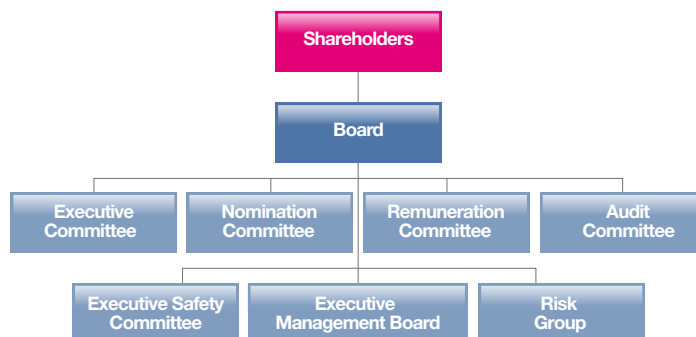 Shareholders
Board
Executive
Committee
Nomination
Committee
Remuneration
Committee
Audit
Committee
Executive Safety
Committee
Executive
Management Board
Risk
Group